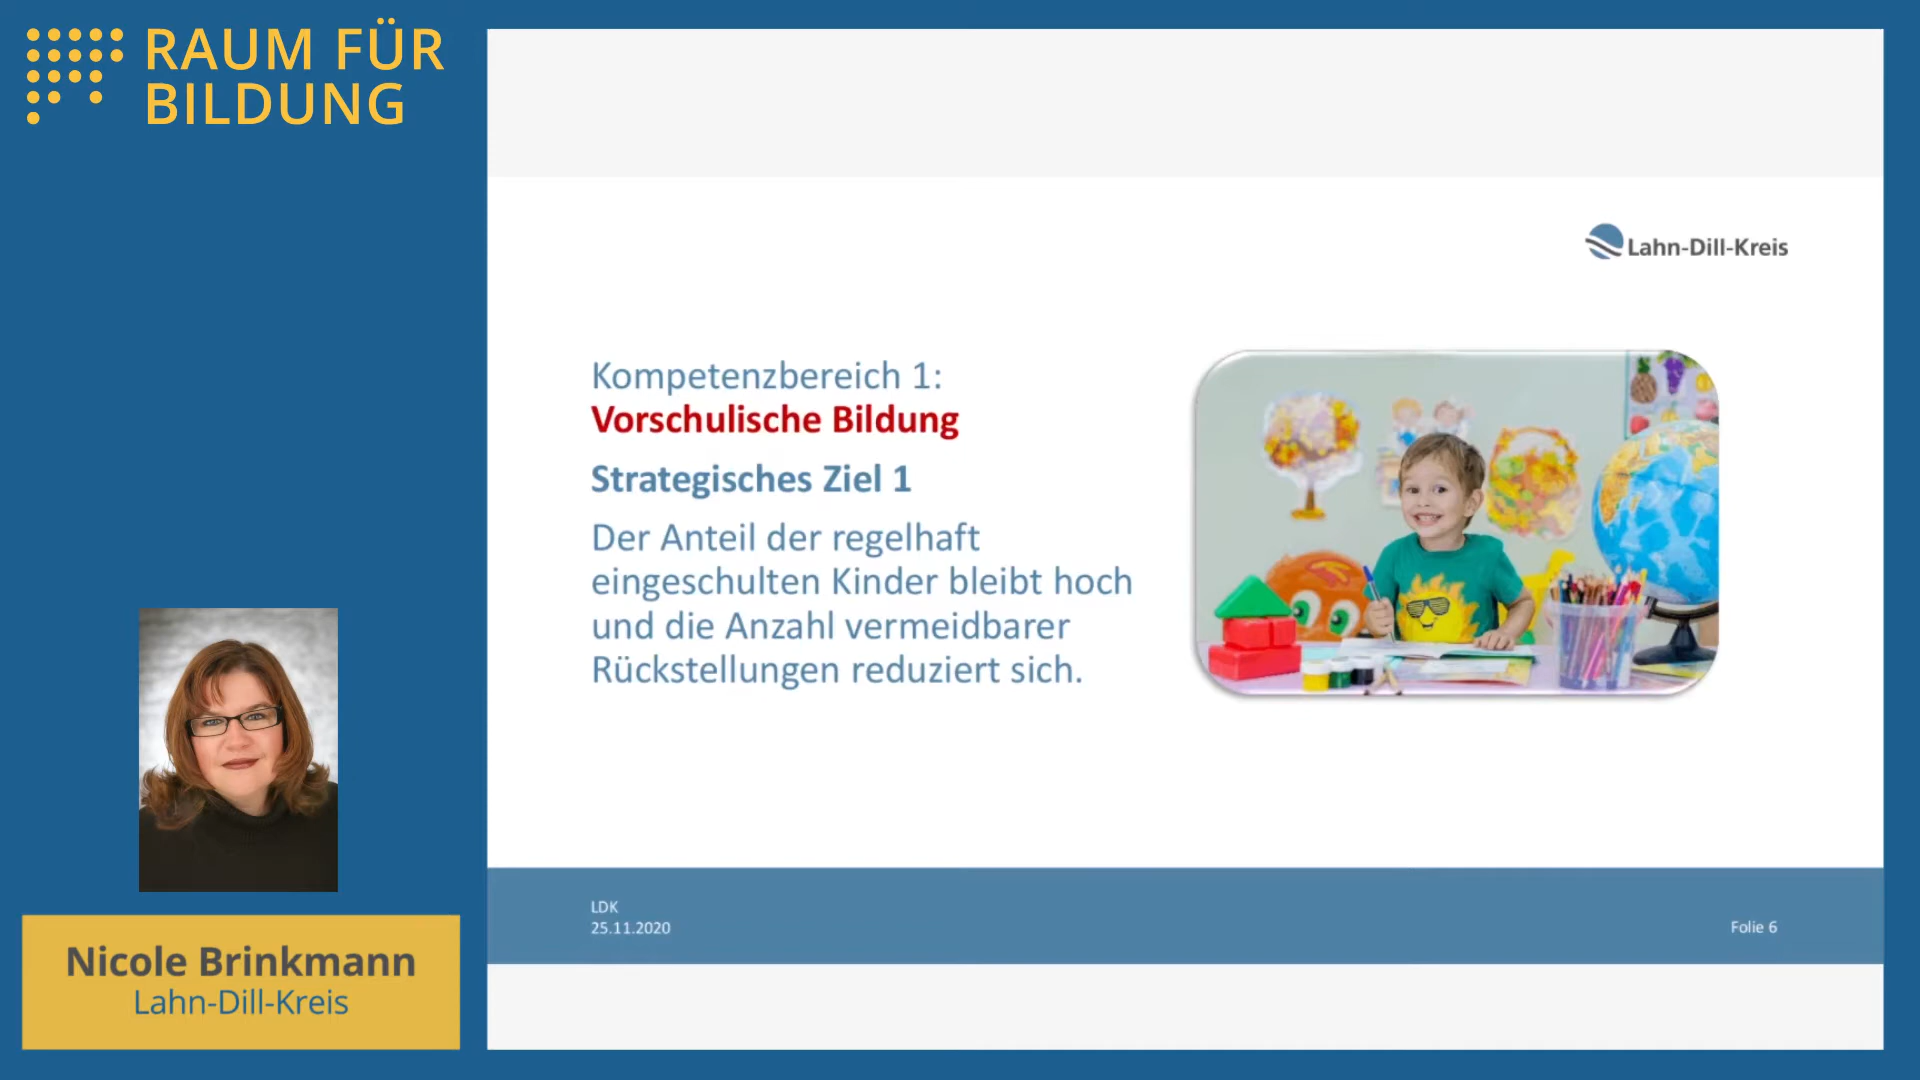 RAUM FÜR
BILDUNG
Lahn-Dill-Kreis
Kompetenzbereich 1:
Vorschulische Bildung
Strategisches Ziel 1
Der Anteil der regelhaft
eingeschulten Kinder bleibt hoch
und die Anzahl vermeidbarer
Rückstellungen reduziert sich.
LDK
25.11.2020
Folie 6
Nicole Brinkmann
Lahn-Dill-Kreis